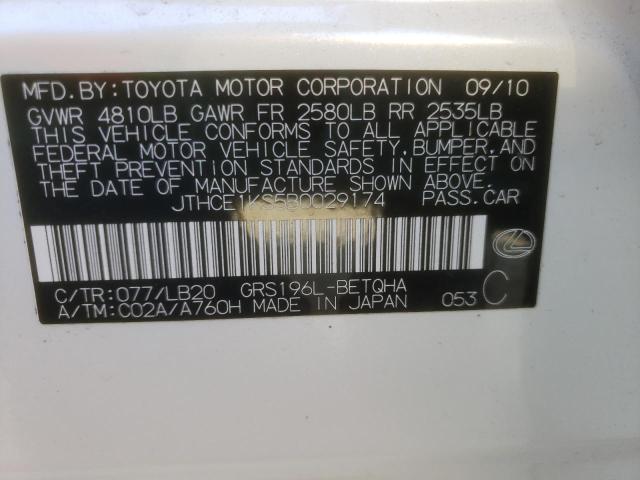 MFD.BY:TOYOTA MOTOR CORPORATION 09/10
GVWR 4810LB GAWR FR 2580LB RR 2535LB
THIS VEHICLE CONFORMS TO ALL APPLICABLE
FEDERAL MOTOR VEHICLE SAFETY,BUMPER,AND
THEFT PREVENTION STANDARDS IN EFFECT ON
THE DATE OF MANUFACTURE SHOWN ABOVE.
JTHCE1KS5B0029174 PASS.CAR
C/TR:077/LB20 GRS196L-BETQHA
A/TM:C02A/A760H MADE IN JAPAN 053 C